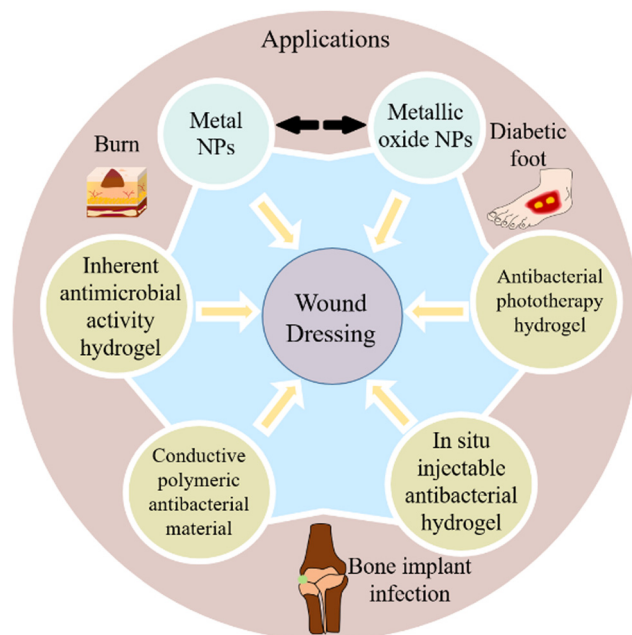 Applications
Metal
NPs
Metallic
oxide NPs
Burn
Diabetic
foot
Inherent
antimicrobial
activity hydrogel
Wound
Dressing
Antibacterial
phototherapy
hydrogel
Conductive
polymeric
antibacterial
material
In situ
injectable
antibacterial
hydrogel
Bone implant
infection